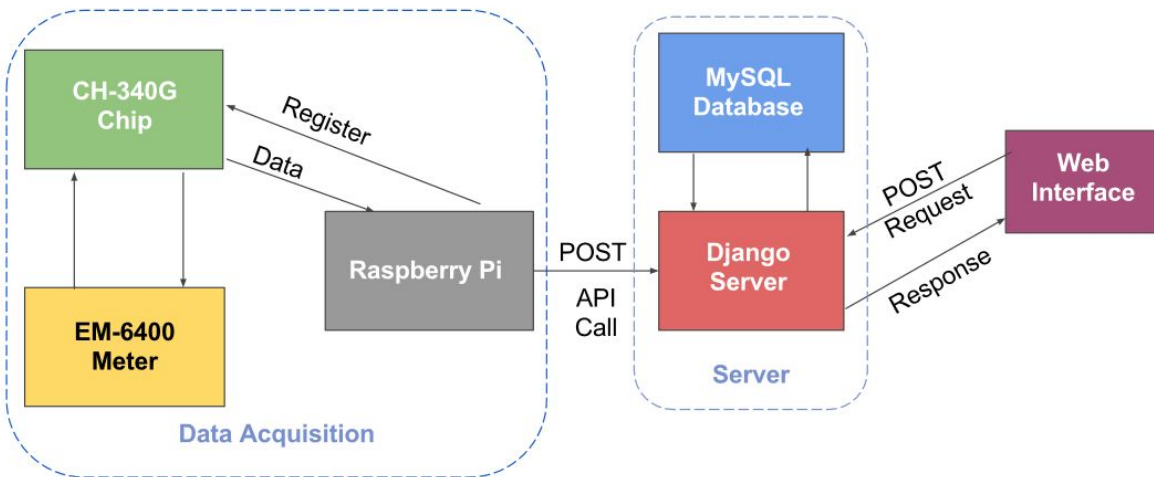 CH-340G
Chip
Register
Data
Raspberry Pi
EM-6400
Meter
Data Acquisition
POST
API
Call
MySQL
Database
Django
Server
Server
POST
Request
Response
Web
Interface